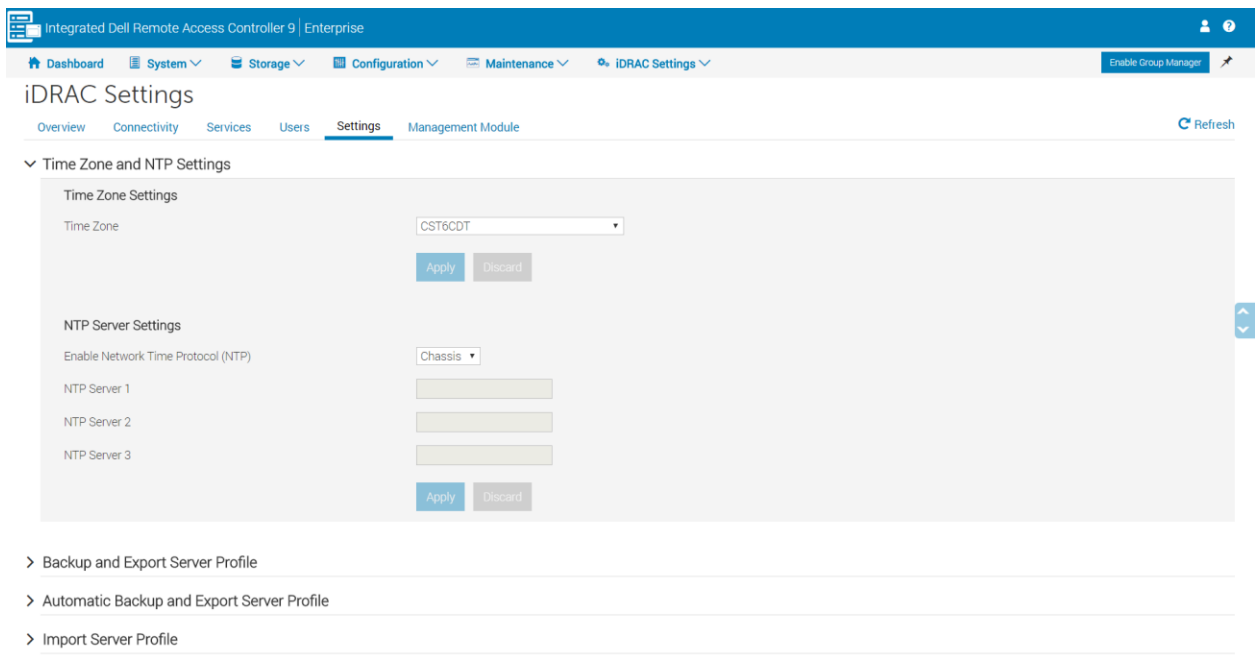 Integrated Dell Remote Access Controller 9 | Enterprise
Dashboard System Storage Configuration Maintenance iDRAC Settings Enable Group Manager
iDRAC Settings
Overview Connectivity Services Users Settings Management Module Refresh
Time Zone and NTP Settings
Time Zone Settings
Time Zone CST6CDT
Apply Discard
NTP Server Settings
Enable Network Time Protocol (NTP) Chassis
NTP Server 1
NTP Server 2
NTP Server 3
Apply Discard
Backup and Export Server Profile
Automatic Backup and Export Server Profile
Import Server Profile